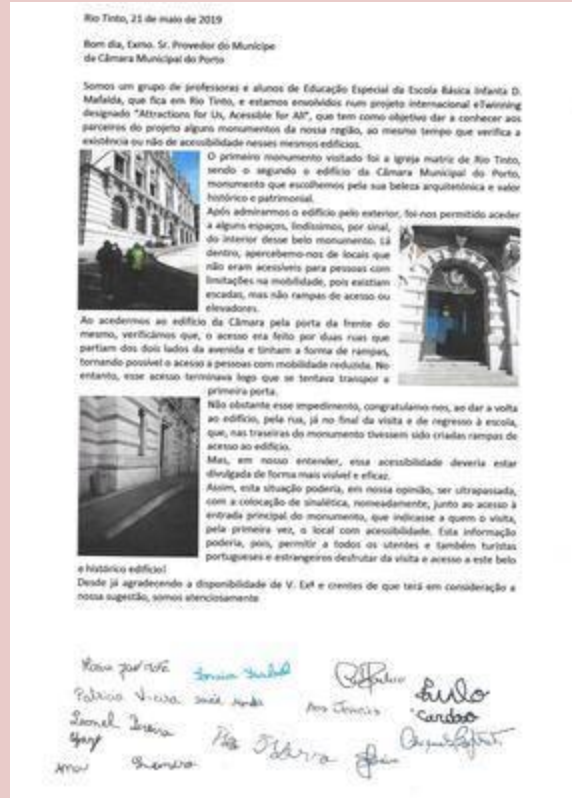 Rio Tinto, 21 de maio de 2019
Bom dia, Exmo. Sr. Provedor do Munícipe
da Câmara Municipal do Porto
Somos um grupo de professoras e alunos de Educação Especial da Escola Básica Infanta D.
Mafalda, que fica em Rio Tinto, e estamos envolvidos num projeto internacional eTwinning
designado "Attractions for Us, Acessible for All", que tem como objetivo dar a conhecer aos
parceiros do projeto alguns monumentos da nossa região, ao mesmo tempo que verifica a
existência ou não de acessibilidade nesses mesmos edifícios.
O primeiro monumento visitado foi a igreja matriz de Rio Tinto,
sendo o segundo o edifício da Câmara Municipal do Porto,
monumento que escolhemos pela sua beleza arquitetónica e valor
histórico e patrimonial.
Após admirarmos o edifício pelo exterior, foi-nos permitido aceder
a alguns espaços, lindíssimos, por sinal,
do interior desse belo monumento. Lá
dentro, apercebemo-nos de locais que
não eram acessíveis para pessoas com
limitações na mobilidade, pois existiam
escadas, mas não rampas de acesso ou
elevadores.
Ao acedermos ao edifício da Câmara pela porta da frente do
mesmo, verificámos que, o acesso era feito por duas ruas que
partiam dos dois lados da avenida e tinham a forma de rampas,
tornando possível o acesso a pessoas com mobilidade reduzida. No
entanto, esse acesso terminava logo que se tentava transpor a
primeira porta.
Não obstante esse impedimento, congratulamo-nos, ao dar a volta
ao edifício, pela rua, já no final da visita e de regresso à escola,
que, nas traseiras do monumento tivessem sido criadas rampas de
acesso ao edifício.
Mas, em nosso entender, essa acessibilidade deveria estar
divulgada de forma mais visível e eficaz.
Assim, esta situação poderia, em nossa opinião, ser ultrapassada,
com a colocação de sinalética, nomeadamente, junto ao acesso à
entrada principal do monumento, que indicasse a quem o visita,
pela primeira vez, o local com acessibilidade. Esta informação
poderia, pois, permitir a todos os utentes e também turistas
portugueses e estrangeiros desfrutar da visita e acesso a este belo
e histórico edifício!
Desde já agradecendo a disponibilidade de V. Exª e crentes de que terá em consideração a
nossa sugestão, somos atenciosamente
Patrícia Vieira
Paulo
Cardoso
Leonel Pereira